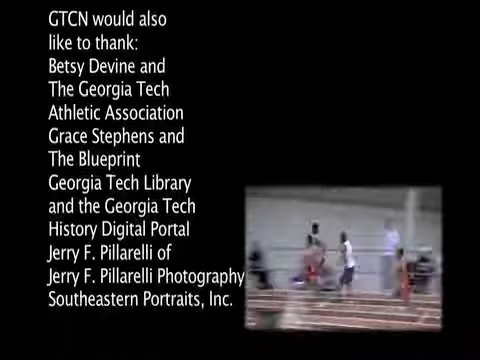 GTCN would also
like to thank:
Betsy Devine and
The Georgia Tech
Athletic Association
Grace Stephens and
The Blueprint
Georgia Tech Library
and the Georgia Tech
History Digital Portal
Jerry F. Pillarelli of
Jerry F. Pillarelli Photography
Southeastern Portraits, Inc.